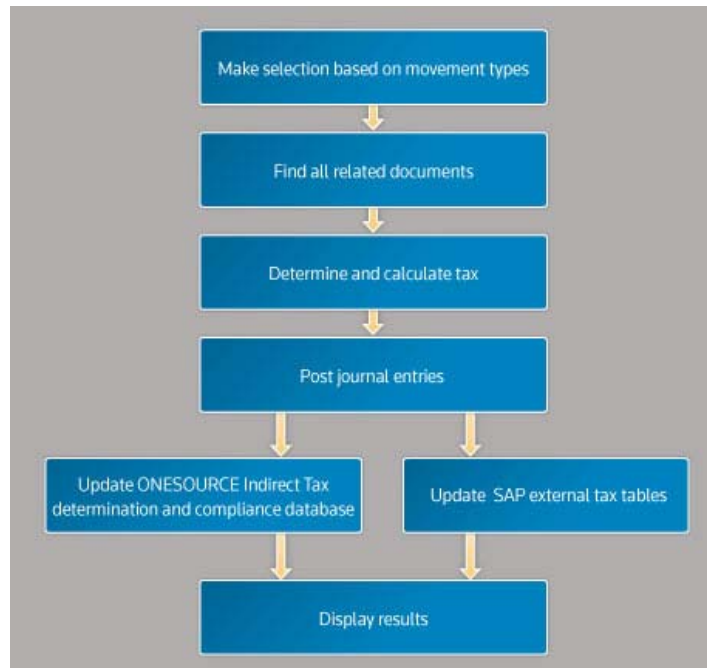 Make selection based on movement types
Find all related documents
Determine and calculate tax
Post journal entries
Update ONESOURCE Indirect Tax
determination and compliance database
Update SAP external tax tables
Display results